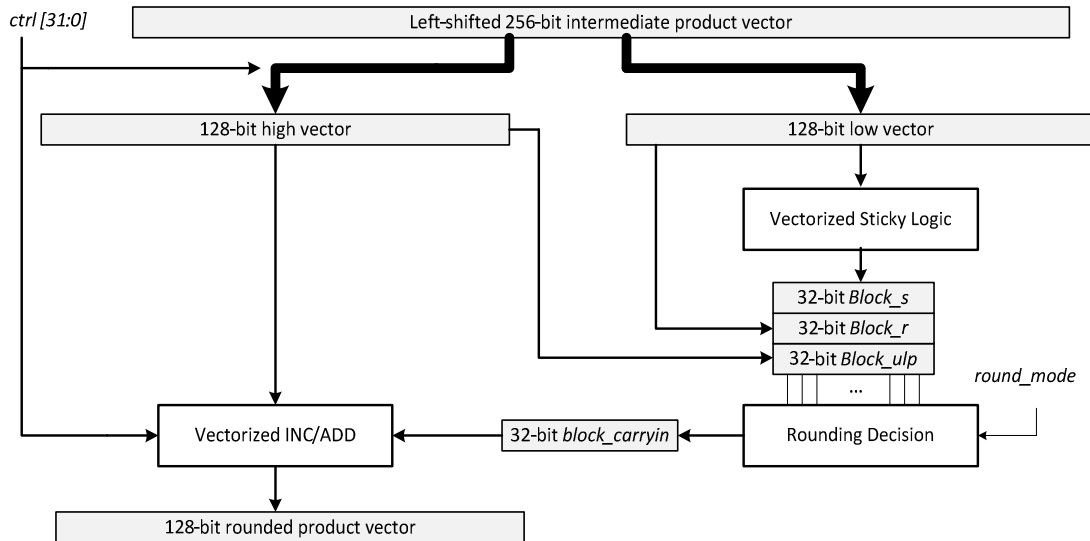 ctrl [31:0]
Left-shifted 256-bit intermediate product vector
128-bit high vector
128-bit low vector
Vectorized Sticky Logic
32-bit Block_s
32-bit Block_r
32-bit Block_ulp
...
round_mode
Vectorized INC/ADD
32-bit block_carryin
Rounding Decision
128-bit rounded product vector